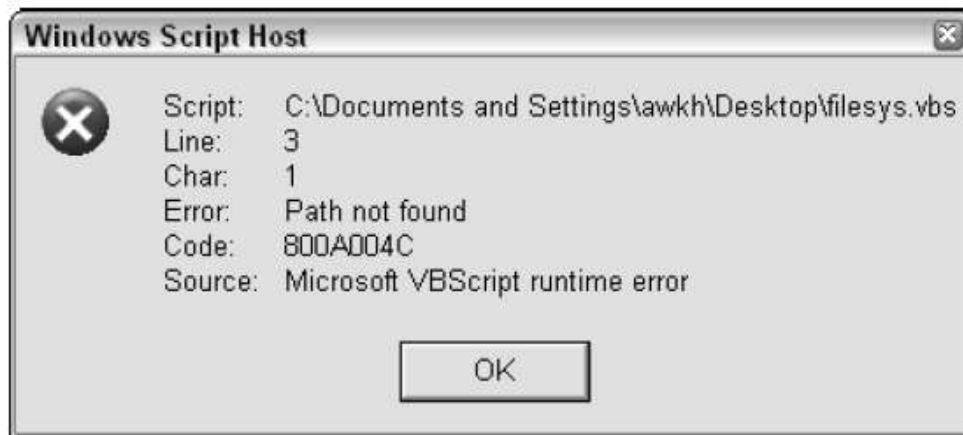 Windows Script Host
Script: C:\Documents and Settings\awkh\Desktop\filesys.vbs
Line: 3
Char: 1
Error: Path not found
Code: 800A004C
Source: Microsoft VBScript runtime error
OK